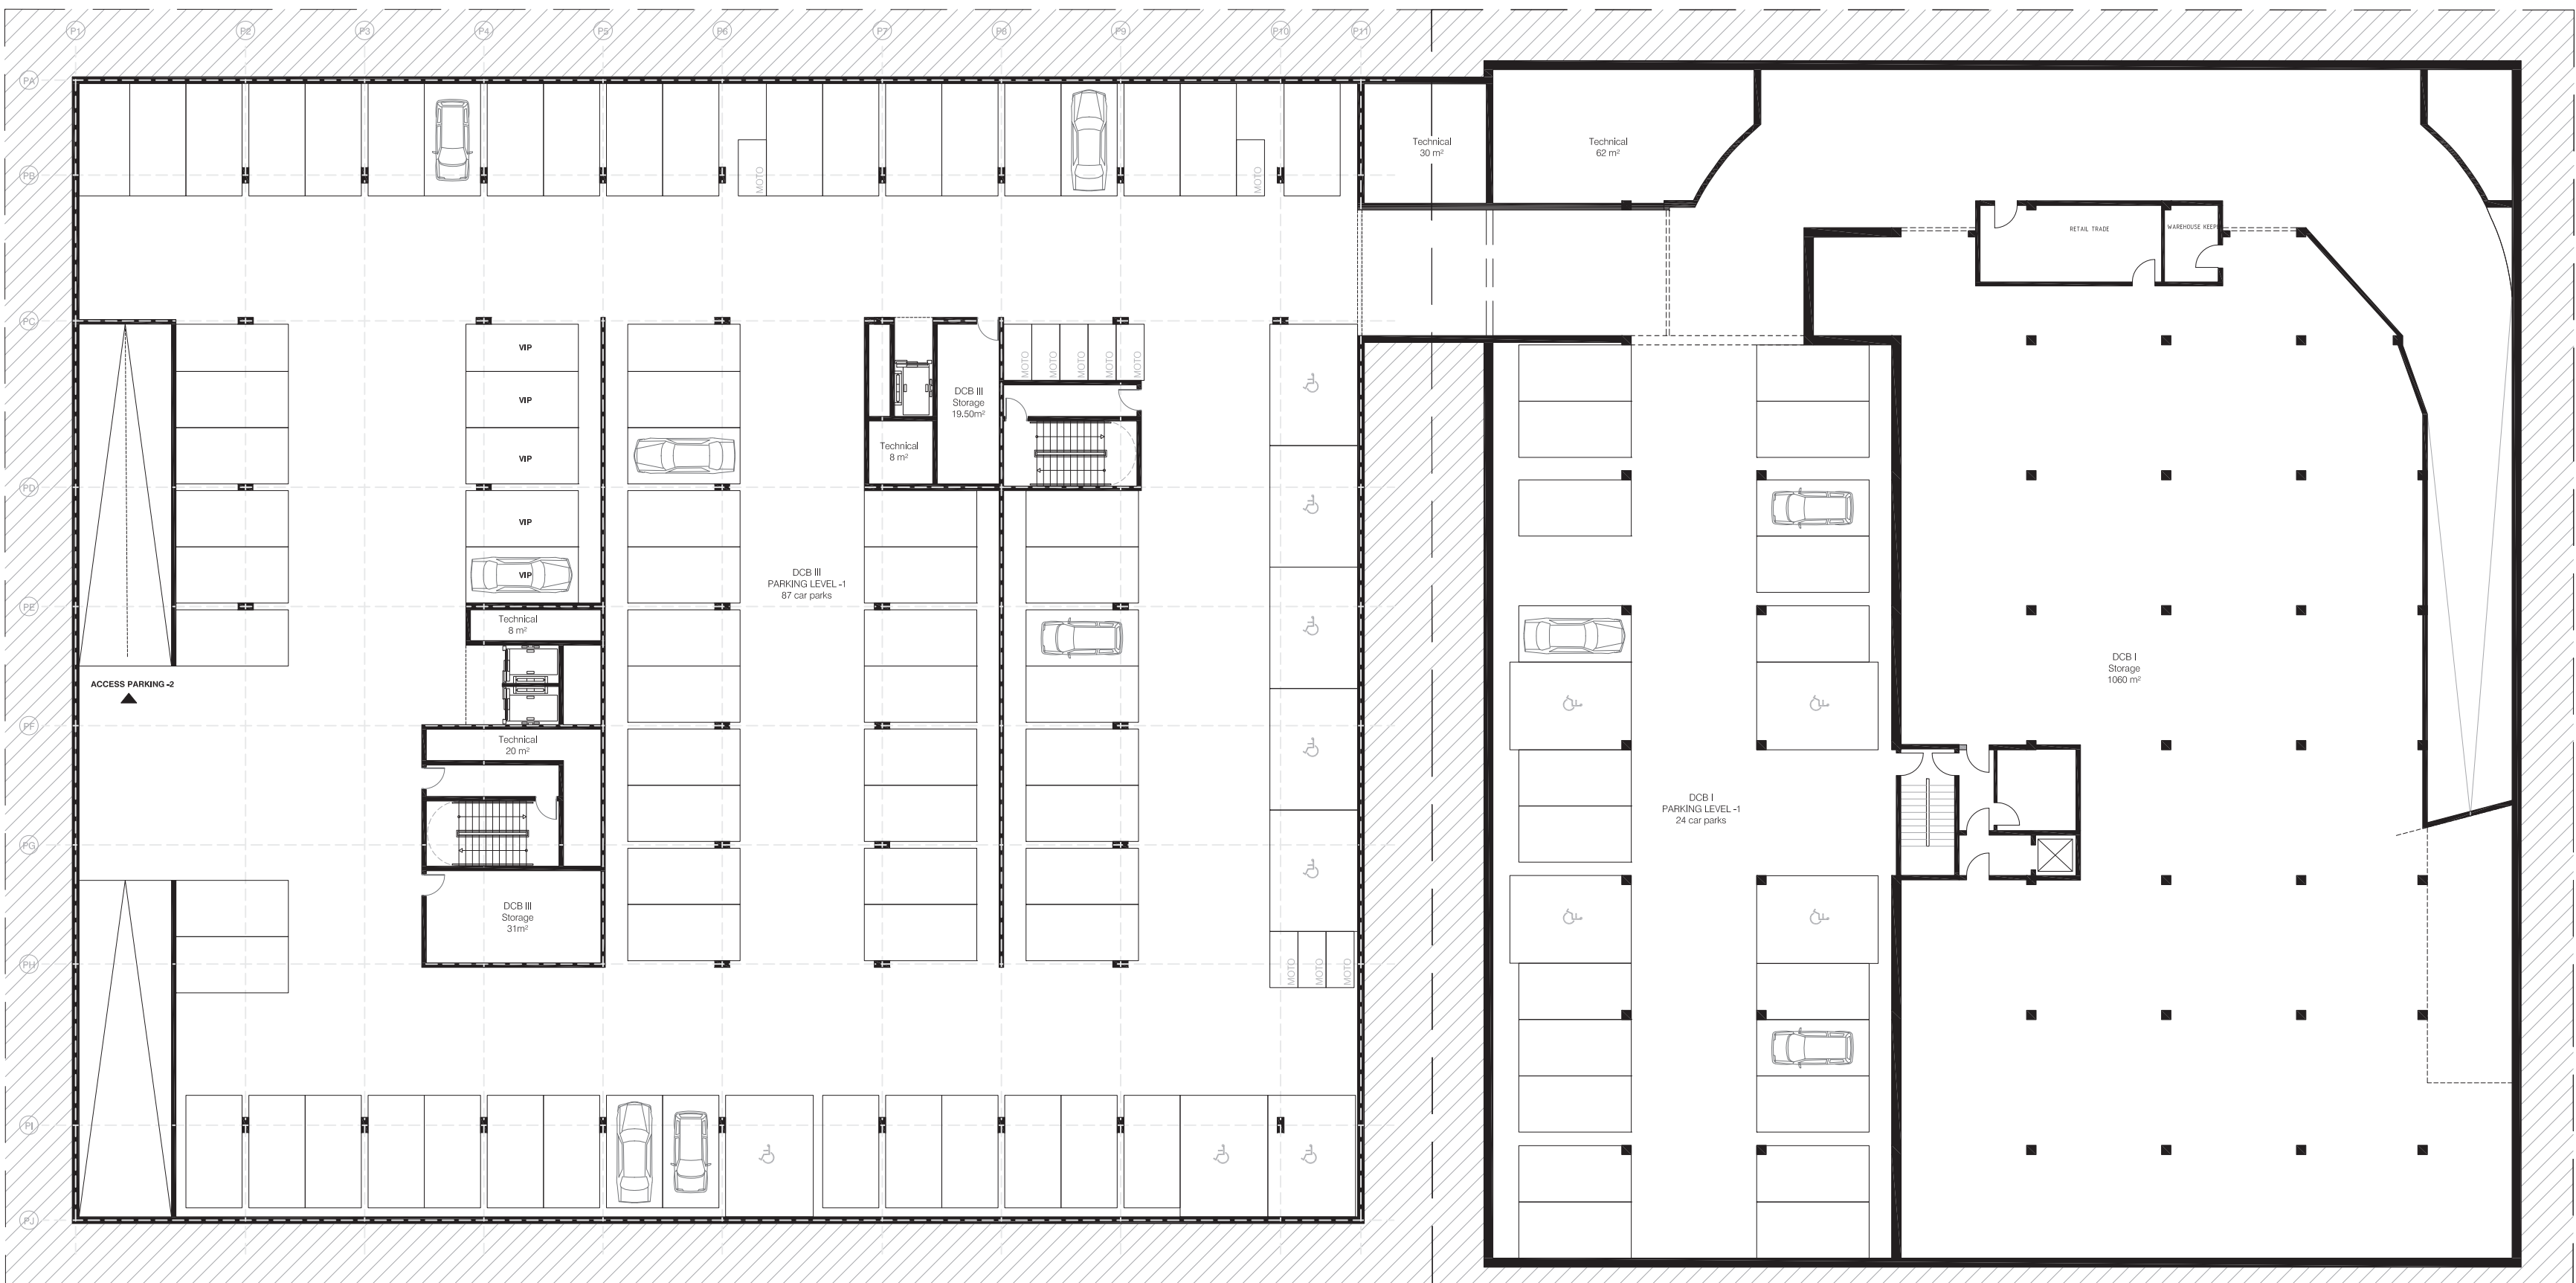 P1
P2
P3
P4
P5
P6
P7
P8
P9
P10
P11
PA
PB
PC
PD
PE
PF
PG
PH
PI
PJ
MOTO
MOTO
Technical
30 m²
Technical
62 m²
RETAIL TRADE
WAREHOUSE KEEP
VIP
VIP
VIP
VIP
VIP
DCB III
Storage
19.50m²
Technical
8 m²
MOTO
MOTO
MOTO
MOTO
MOTO
DCB III
PARKING LEVEL -1
87 car parks
Technical
8 m²
ACCESS PARKING -2
Technical
20 m²
DCB III
Storage
31m²
MOTO
MOTO
MOTO
DCB I
PARKING LEVEL -1
24 car parks
DCB I
Storage
1060 m²